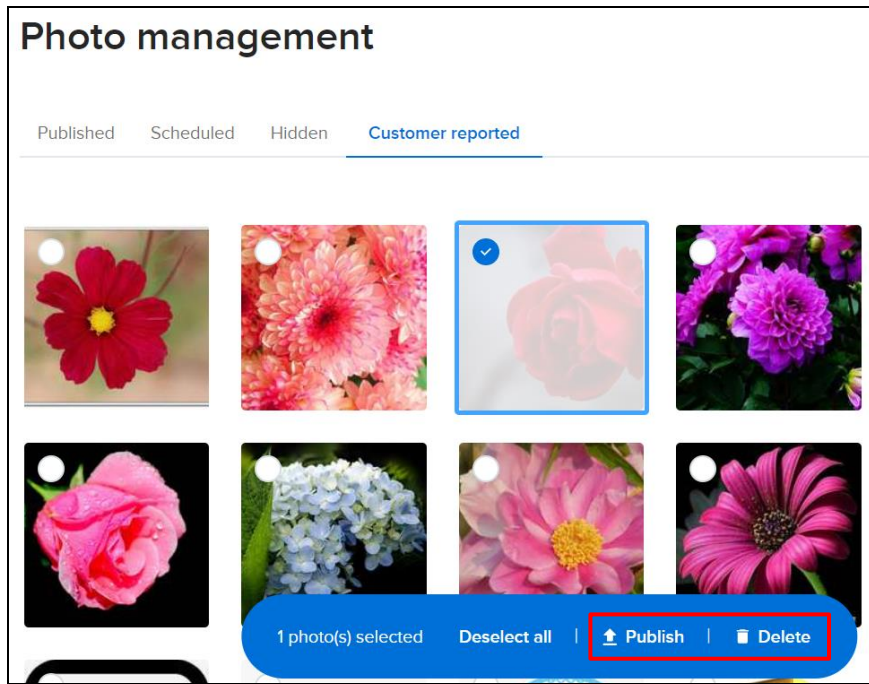 Photo management
Published Scheduled Hidden Customer reported
1 photo(s) selected Deselect all | Publish | Delete